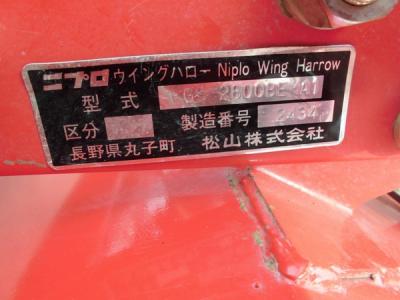 ニプロ ウイングハロー Niplo Wing Harrow
型式
区分 製造番号
長野県丸子町 松山株式会社